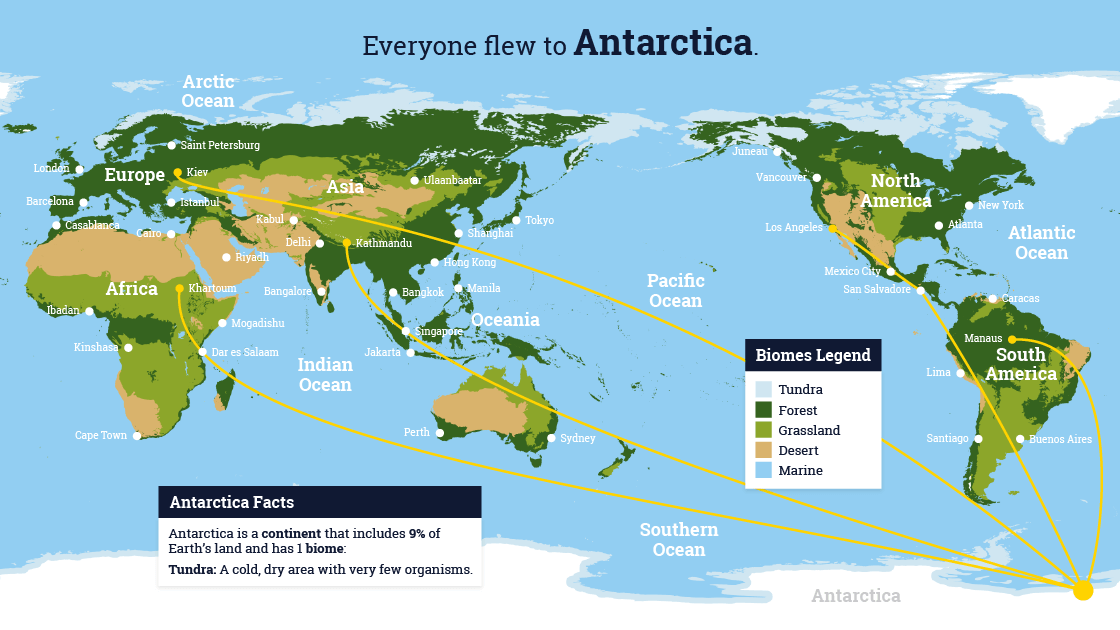 Everyone flew to Antarctica.
Arctic
Ocean
Saint Petersburg
London
Europe
Kiev
Asia
Ulaanbaatar
Barcelona
Istanbul
Casablanca
Cairo
Kabul
Tokyo
Shanghai
Delhi
Kathmandu
Riyadh
Hong Kong
Africa
Khartoum
Bangalore
Bangkok
Manila
Ibadan
Mogadishu
Singapore
Oceania
Kinshasa
Dar es Salaam
Jakarta
Indian
Ocean
Cape Town
Perth
Sydney
Pacific
Ocean
Juneau
Vancouver
North
America
New York
Los Angeles
Atlanta
Atlantic
Ocean
Mexico City
San Salvadore
Caracas
Manaus
South
America
Lima
Santiago
Buenos Aires
Biomes Legend
Tundra
Forest
Grassland
Desert
Marine
Antarctica Facts
Antarctica is a continent that includes 9% of
Earth's land and has 1 biome:
Tundra: A cold, dry area with very few organisms.
Southern
Ocean
Antarctica